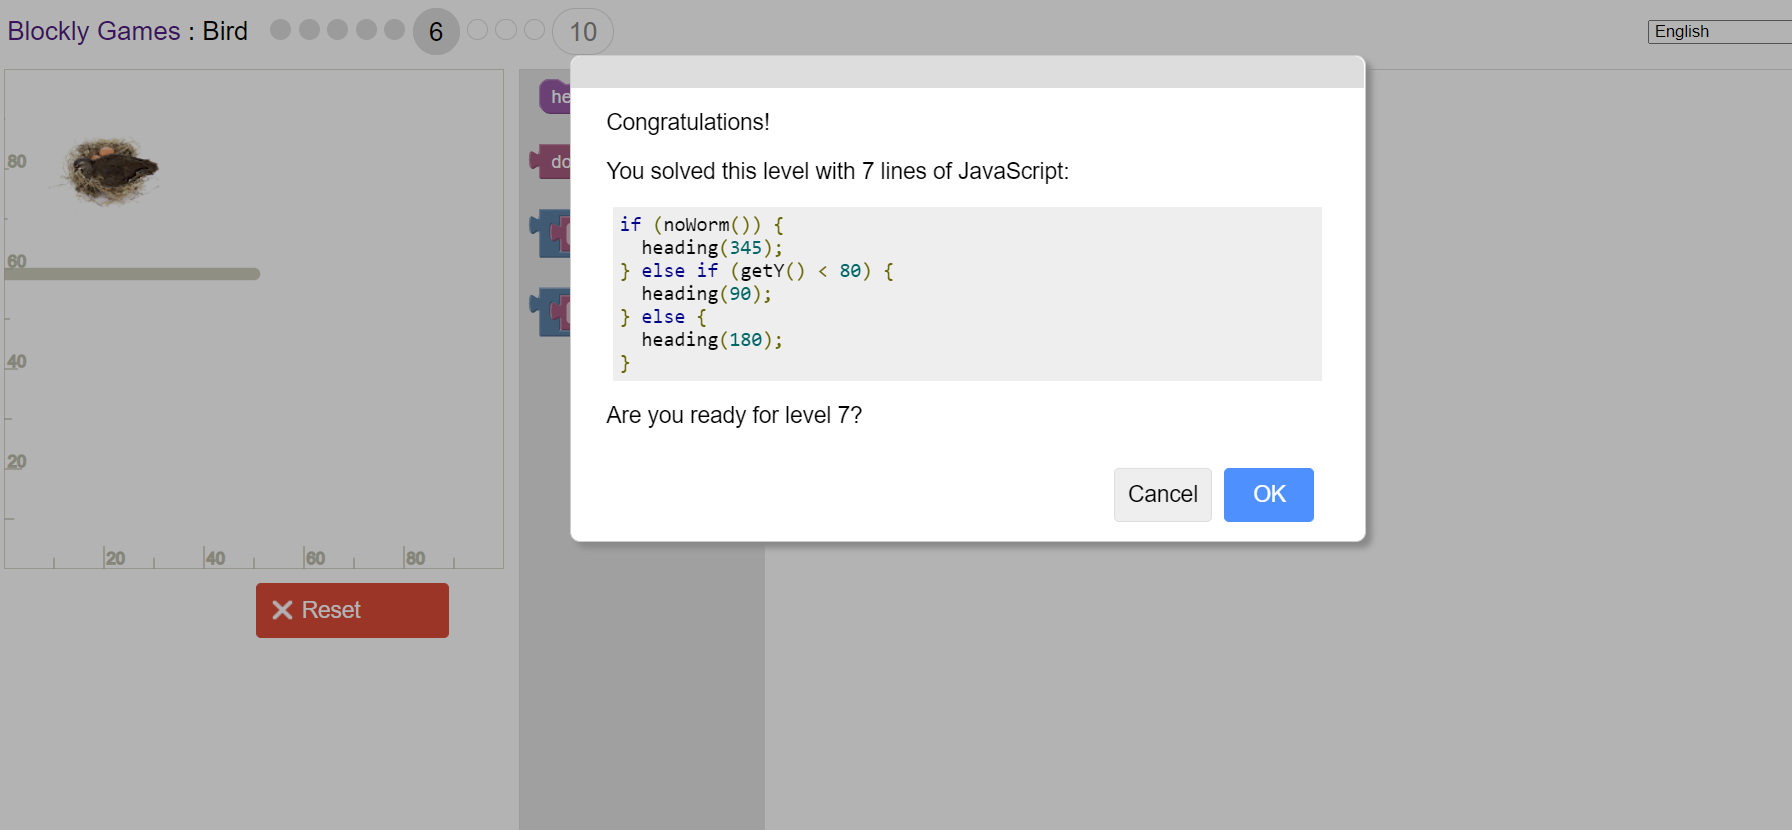 Blockly Games : Bird 6 10
English
he
do
80
60
40
20
20 40 60 80
Reset
Congratulations!
You solved this level with 7 lines of JavaScript:
if (noWorm()) {
  heading(345);
} else if (getY() < 80) {
  heading(90);
} else {
  heading(180);
}
Are you ready for level 7?
Cancel OK